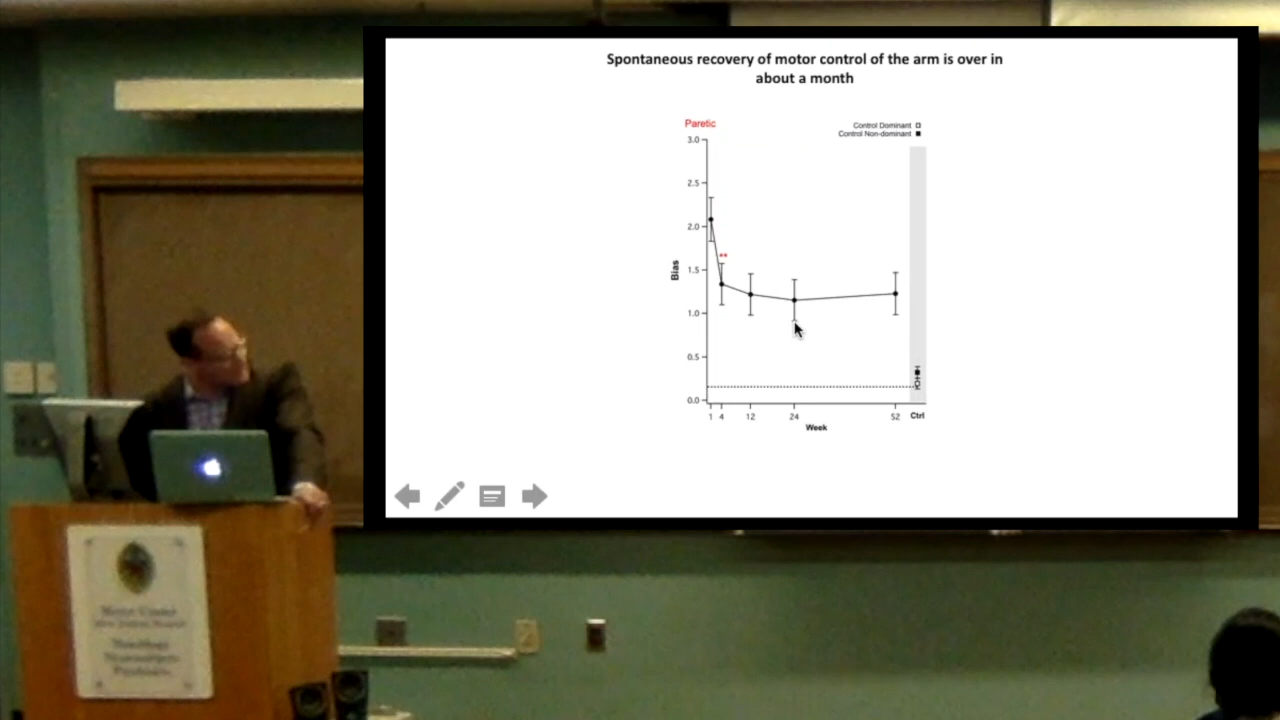 Spontaneous recovery of motor control of the arm is over in
about a month
Paretic
Control Dominant
Control Non-dominant
3.0
2.5
2.0
**
1.5
Bias
1.0
0.5
0.0
1 4 12 24 52 Ctrl
Week